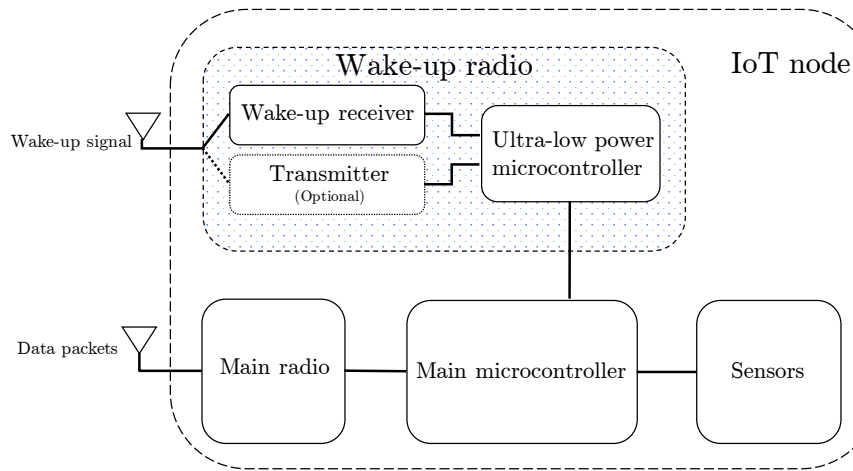 Wake-up radio
IoT node
Wake-up receiver
Wake-up signal
Ultra-low power
microcontroller
Transmitter
(Optional)
Data packets
Main radio
Main microcontroller
Sensors